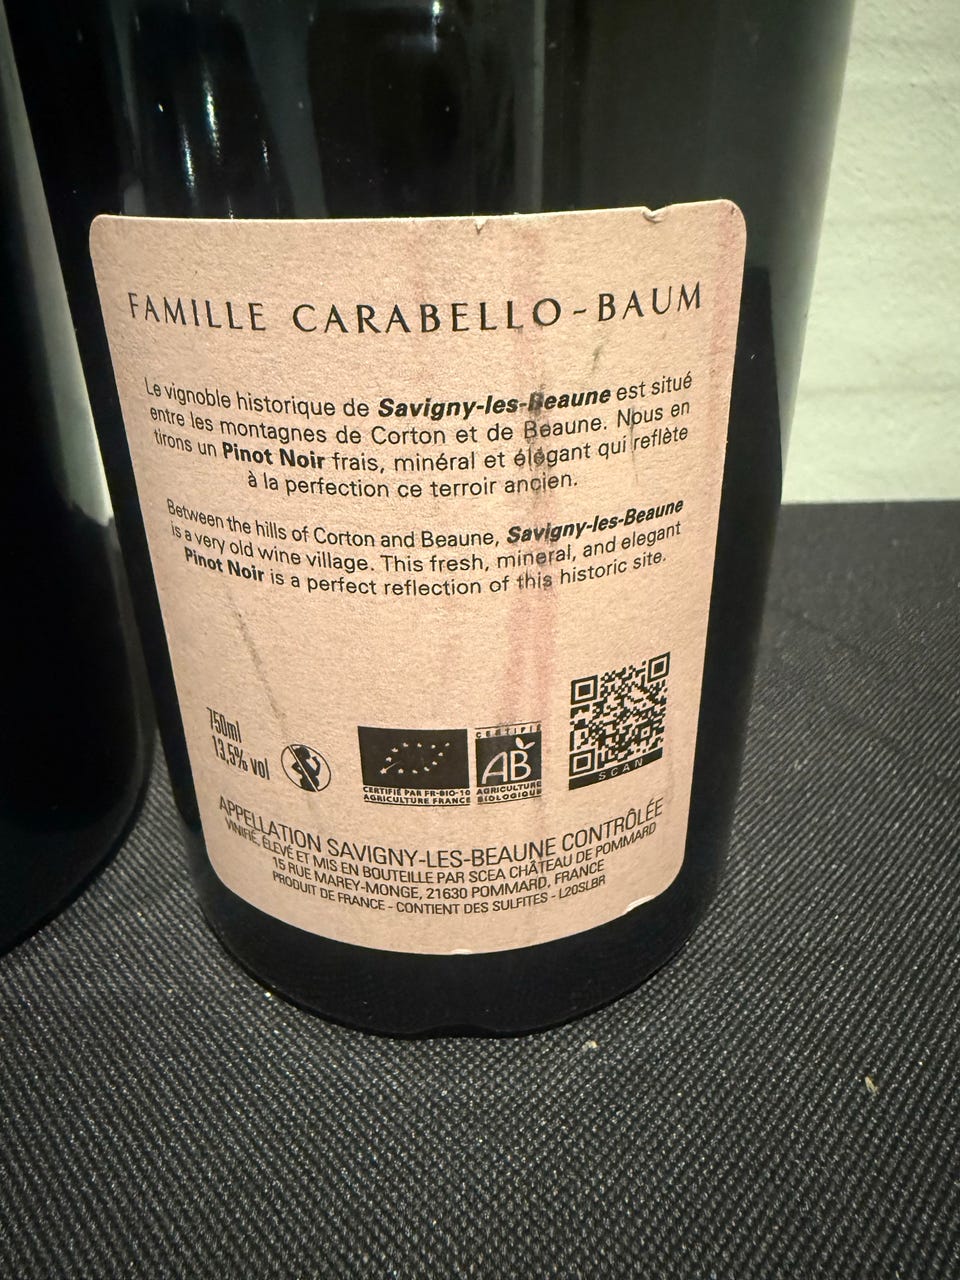 FAMILLE CARABELLO-BAUM
Le vignoble historique de Savigny-les-Beaune est situé
entre les montagnes de Corton et de Beaune. Nous en
tirons un Pinot Noir frais, minéral et élégant qui reflète
à la perfection ce terroir ancien.
Between the hills of Corton and Beaune, Savigny-les-Beaune
is a very old wine village. This fresh, mineral, and elegant
Pinot Noir is a perfect reflection of this historic site.
750ml
13,5% vol
CERTIFIÉ PAR FR-BIO-10
AGRICULTURE FRANCE
CERTIFIÉ
AB
AGRICULTURE
BIOLOGIQUE
SCAN
APPELLATION SAVIGNY-LES-BEAUNE CONTRÔLÉE
VINIFIÉ, ÉLEVÉ ET MIS EN BOUTEILLE PAR SCEA CHÂTEAU DE POMMARD
15 RUE MAREY-MONGE, 21630 POMMARD, FRANCE
PRODUIT DE FRANCE - CONTIENT DES SULFITES - L20SLBR